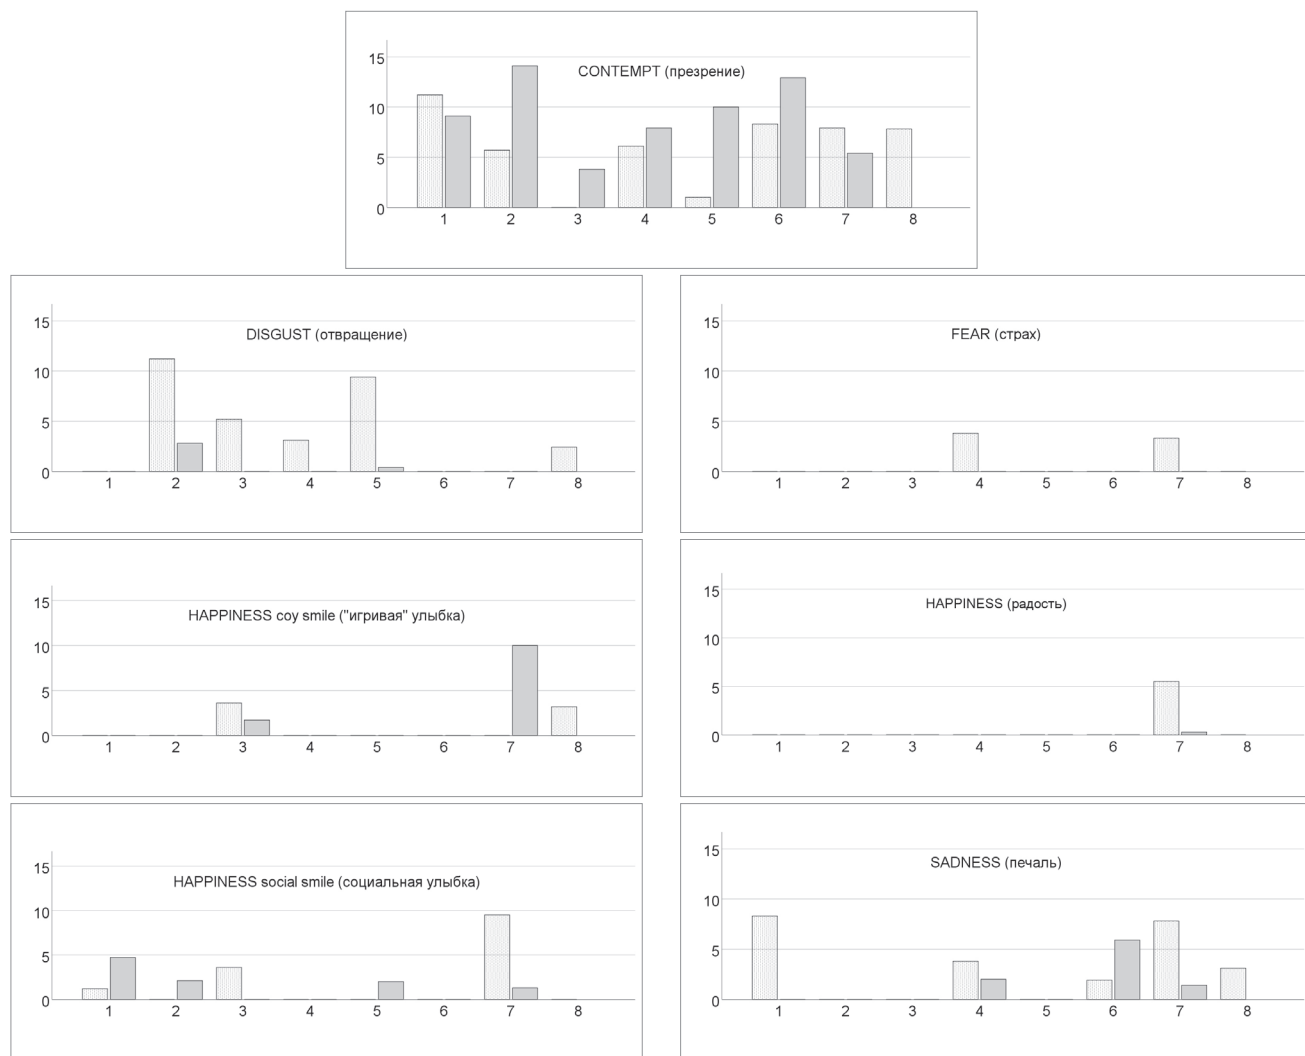 15
CONTEMPT (презрение)
10
5
0
1 2 3 4 5 6 7 8
15
DISGUST (отвращение)
10
5
0
1 2 3 4 5 6 7 8
15
FEAR (страх)
10
5
0
1 2 3 4 5 6 7 8
15
HAPPINESS coy smile ("игривая" улыбка)
10
5
0
1 2 3 4 5 6 7 8
15
HAPPINESS (радость)
10
5
0
1 2 3 4 5 6 7 8
15
HAPPINESS social smile (социальная улыбка)
10
5
0
1 2 3 4 5 6 7 8
15
SADNESS (печаль)
10
5
0
1 2 3 4 5 6 7 8